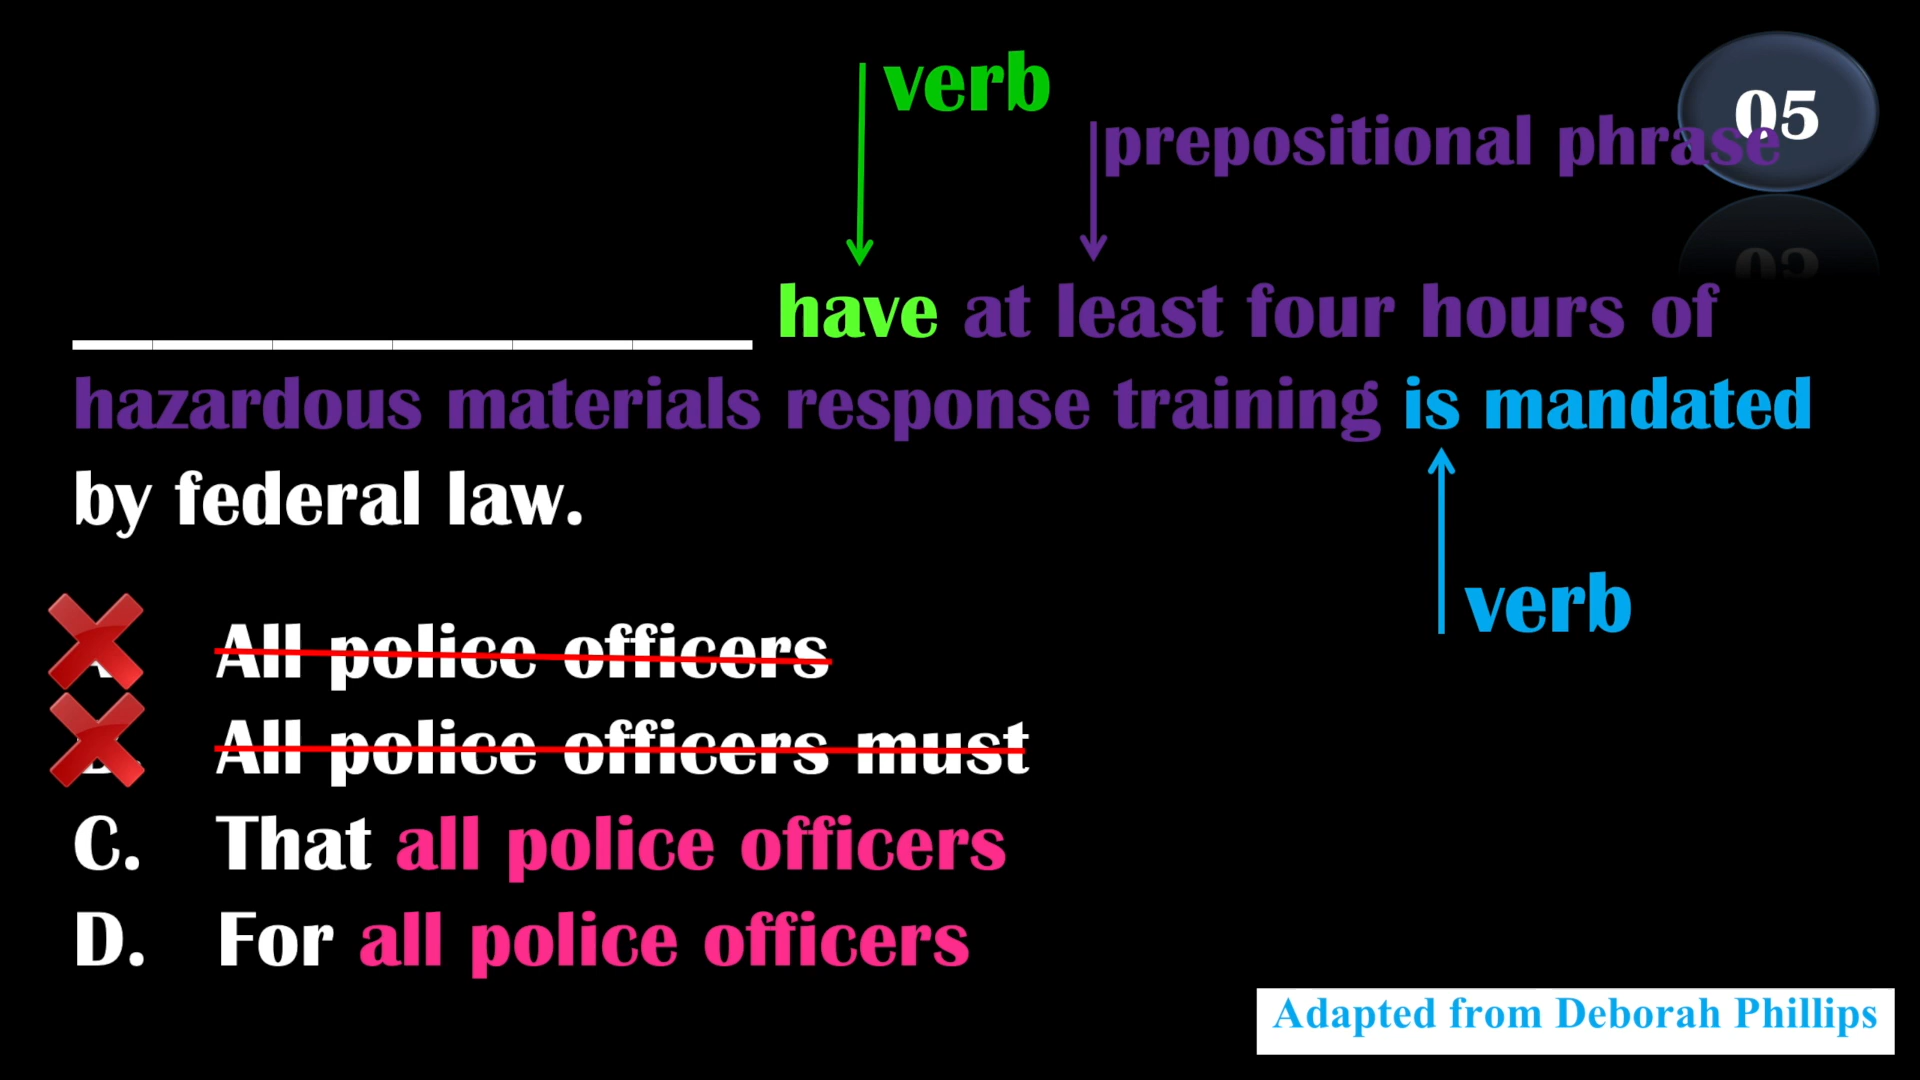 verb
05
prepositional phrase
have at least four hours of
hazardous materials response training is mandated
by federal law.
verb
All police officers
All police officers must
C. That all police officers
D. For all police officers
Adapted from Deborah Phillips